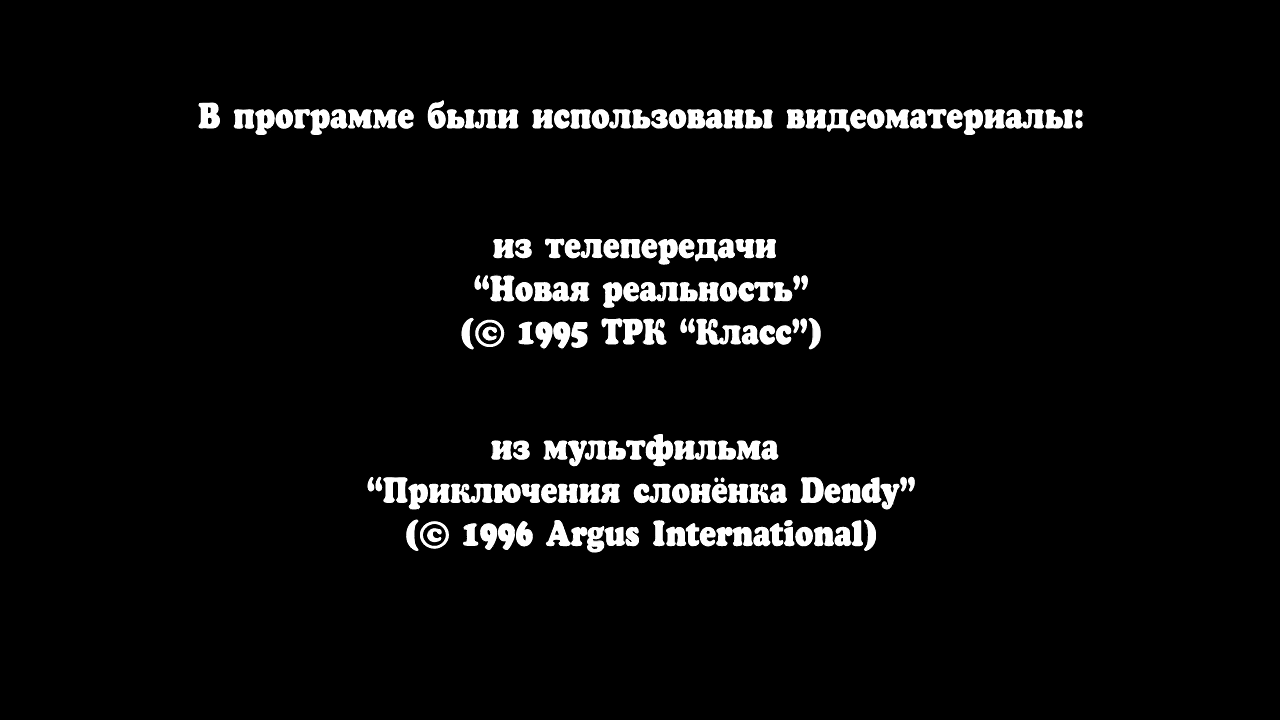 В программе были использованы видеоматериалы:
из телепередачи
“Новая реальность”
(© 1995 ТРК “Класс”)
из мультфильма
“Приключения слонёнка Dendy”
(© 1996 Argus International)